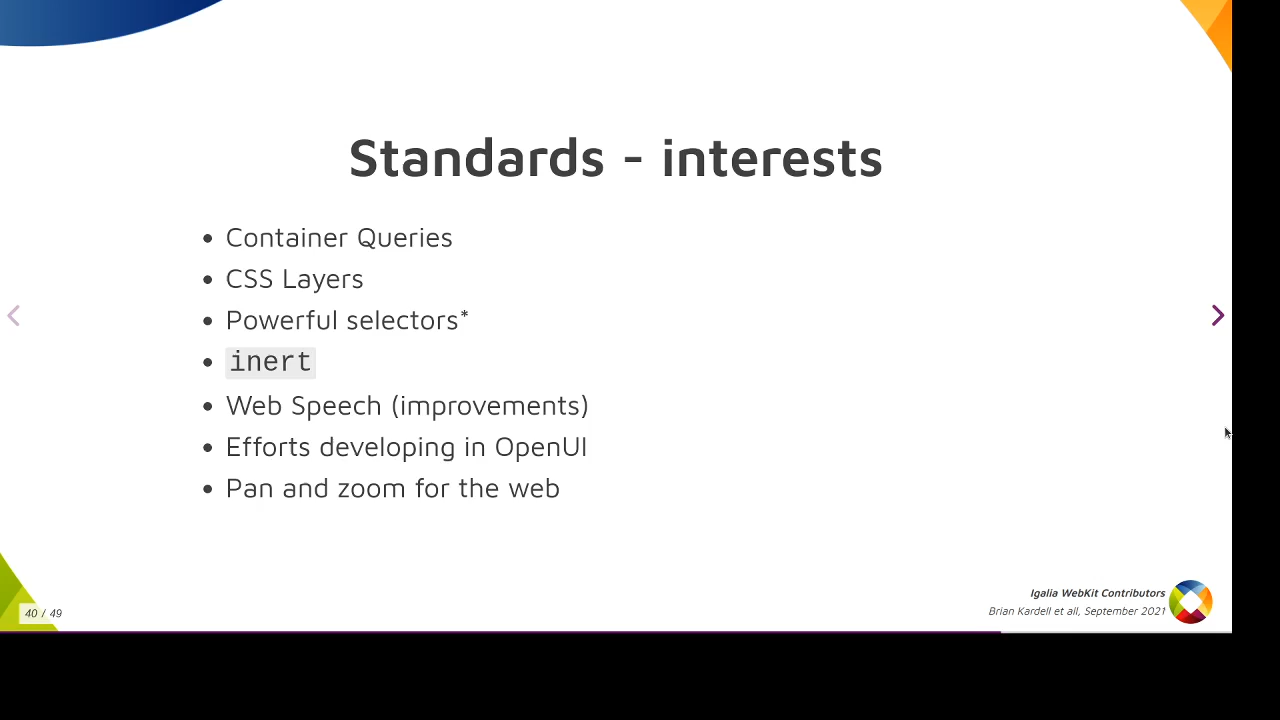 Standards - interests
• Container Queries
• CSS Layers
• Powerful selectors*
• inert
• Web Speech (improvements)
• Efforts developing in OpenUI
• Pan and zoom for the web
Igalia WebKit Contributors
Brian Kardell et all, September 2021
40 / 49